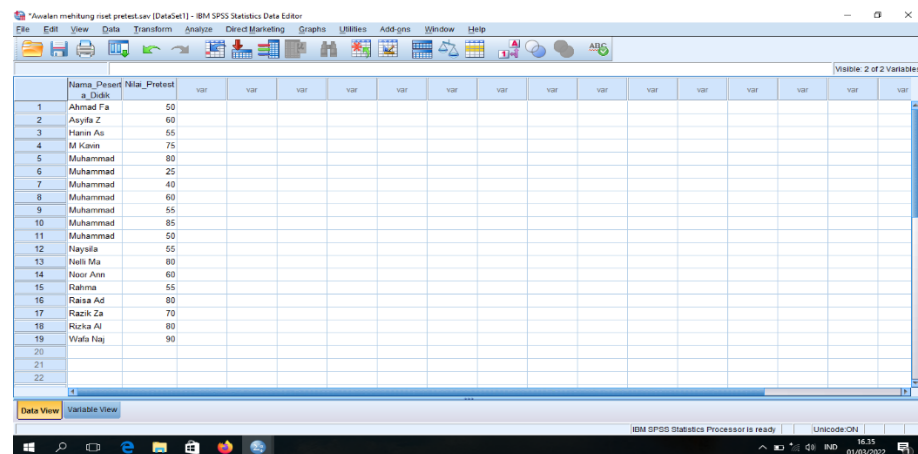 *Awalan mehitung riset pretest.sav [DataSet1] - IBM SPSS Statistics Data Editor
File Edit View Data Transform Analyze Direct Marketing Graphs Utilities Add-ons Window Help
Visible: 2 of 2 Variables
Nama_Peserta_Didik Nilai_Pretest var var var var var var var var var var var var var var
1 Ahmad Fa 50
2 Asyifa Z 60
3 Hanin As 55
4 M Kavin 75
5 Muhammad 80
6 Muhammad 25
7 Muhammad 40
8 Muhammad 60
9 Muhammad 55
10 Muhammad 85
11 Muhammad 50
12 Naysila 55
13 Nelli Ma 80
14 Noor Ann 60
15 Rahma 55
16 Raisa Ad 80
17 Razik Za 70
18 Rizka Al 80
19 Wafa Naj 90
20
21
22
Data View Variable View
IBM SPSS Statistics Processor is ready Unicode:ON
IND 16.35
01/03/2022